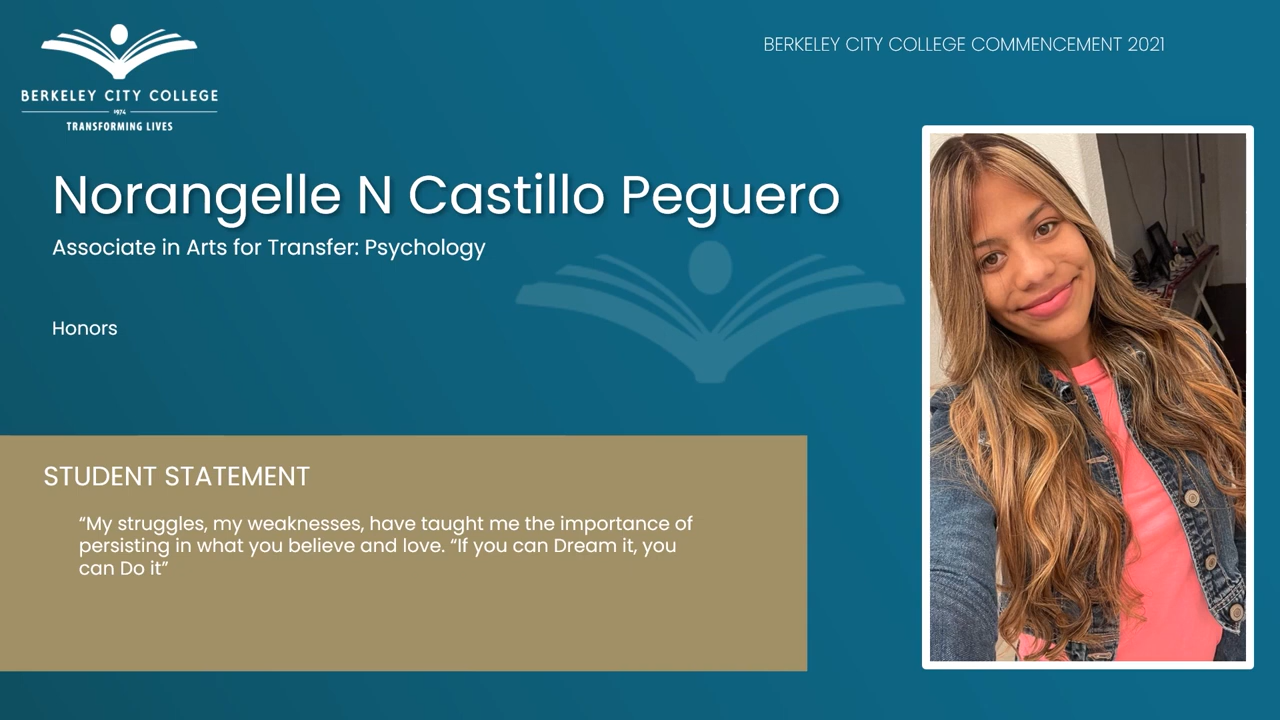 BERKELEY CITY COLLEGE COMMENCEMENT 2021
BERKELEY CITY COLLEGE
1974
TRANSFORMING LIVES
Norangelle N Castillo Peguero
Associate in Arts for Transfer: Psychology
Honors
STUDENT STATEMENT
“My struggles, my weaknesses, have taught me the importance of
persisting in what you believe and love. “If you can Dream it, you
can Do it”